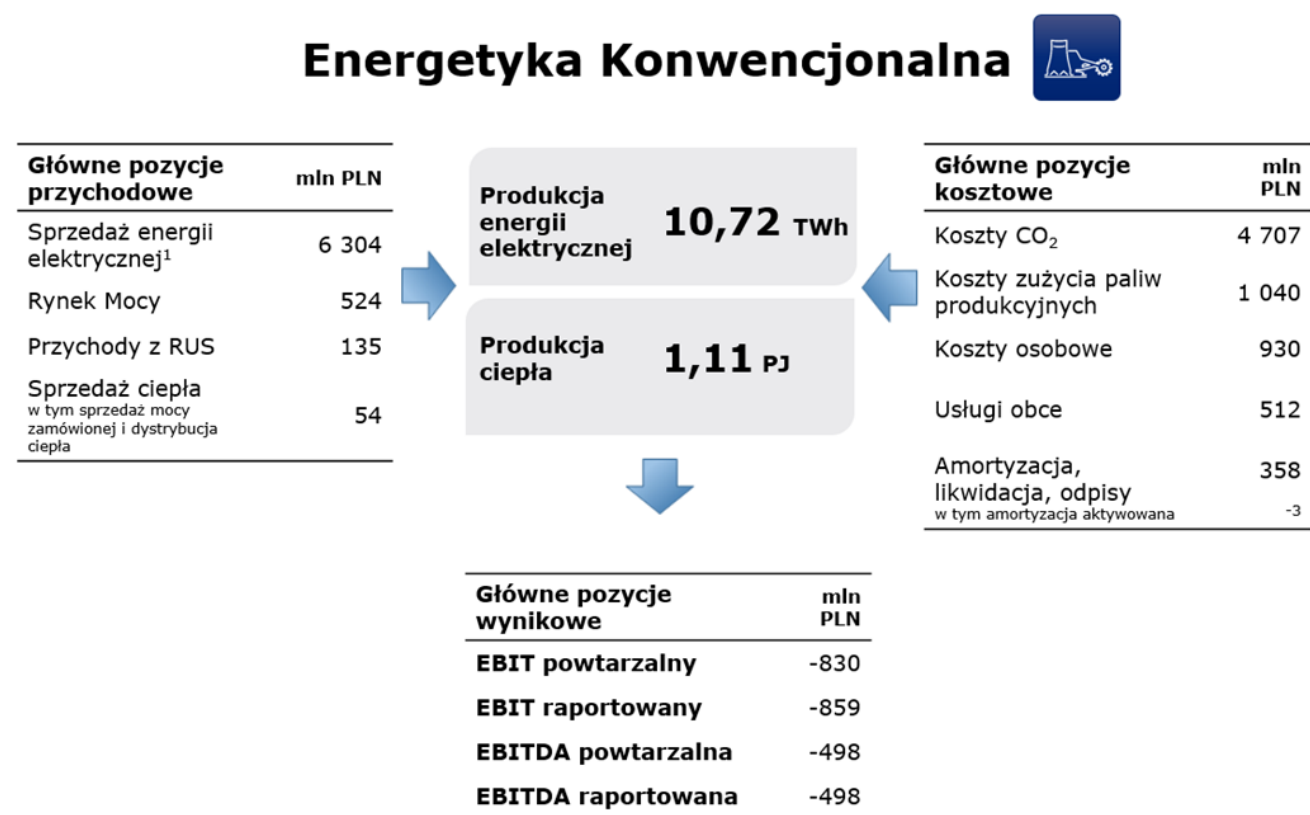 Energetyka Konwencjonalna
Główne pozycje
przychodowe
mln PLN
Sprzedaż energii
elektrycznej¹
6 304
Rynek Mocy
524
Przychody z RUS
135
Sprzedaż ciepła
w tym sprzedaż mocy
zamówionej i dystrybucja
ciepła
54
Produkcja
energii
elektrycznej
10,72 TWh
Produkcja
ciepła
1,11 PJ
Główne pozycje
kosztowe
mln
PLN
Koszty CO₂
4 707
Koszty zużycia paliw
produkcyjnych
1 040
Koszty osobowe
930
Usługi obce
512
Amortyzacja,
likwidacja, odpisy
358
w tym amortyzacja aktywowana
-3
Główne pozycje
wynikowe
mln
PLN
EBIT powtarzalny
-830
EBIT raportowany
-859
EBITDA powtarzalna
-498
EBITDA raportowana
-498